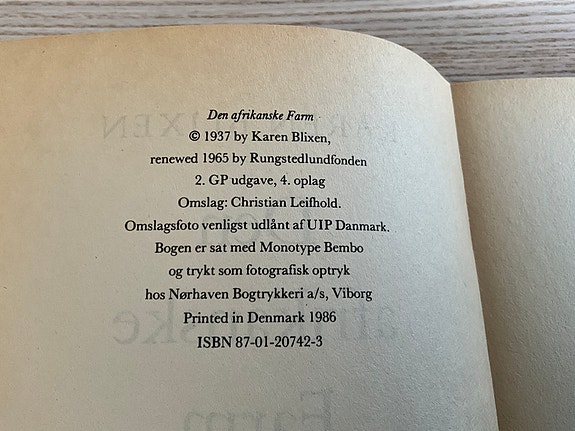 Den afrikanske Farm
© 1937 by Karen Blixen,
renewed 1965 by Rungstedlundfonden
2. GP udgave, 4. oplag
Omslag: Christian Leifhold.
Omslagsfoto venligst udlånt af UIP Danmark.
Bogen er sat med Monotype Bembo
og trykt som fotografisk optryk
hos Nørhaven Bogtrykkeri a/s, Viborg
Printed in Denmark 1986
ISBN 87-01-20742-3